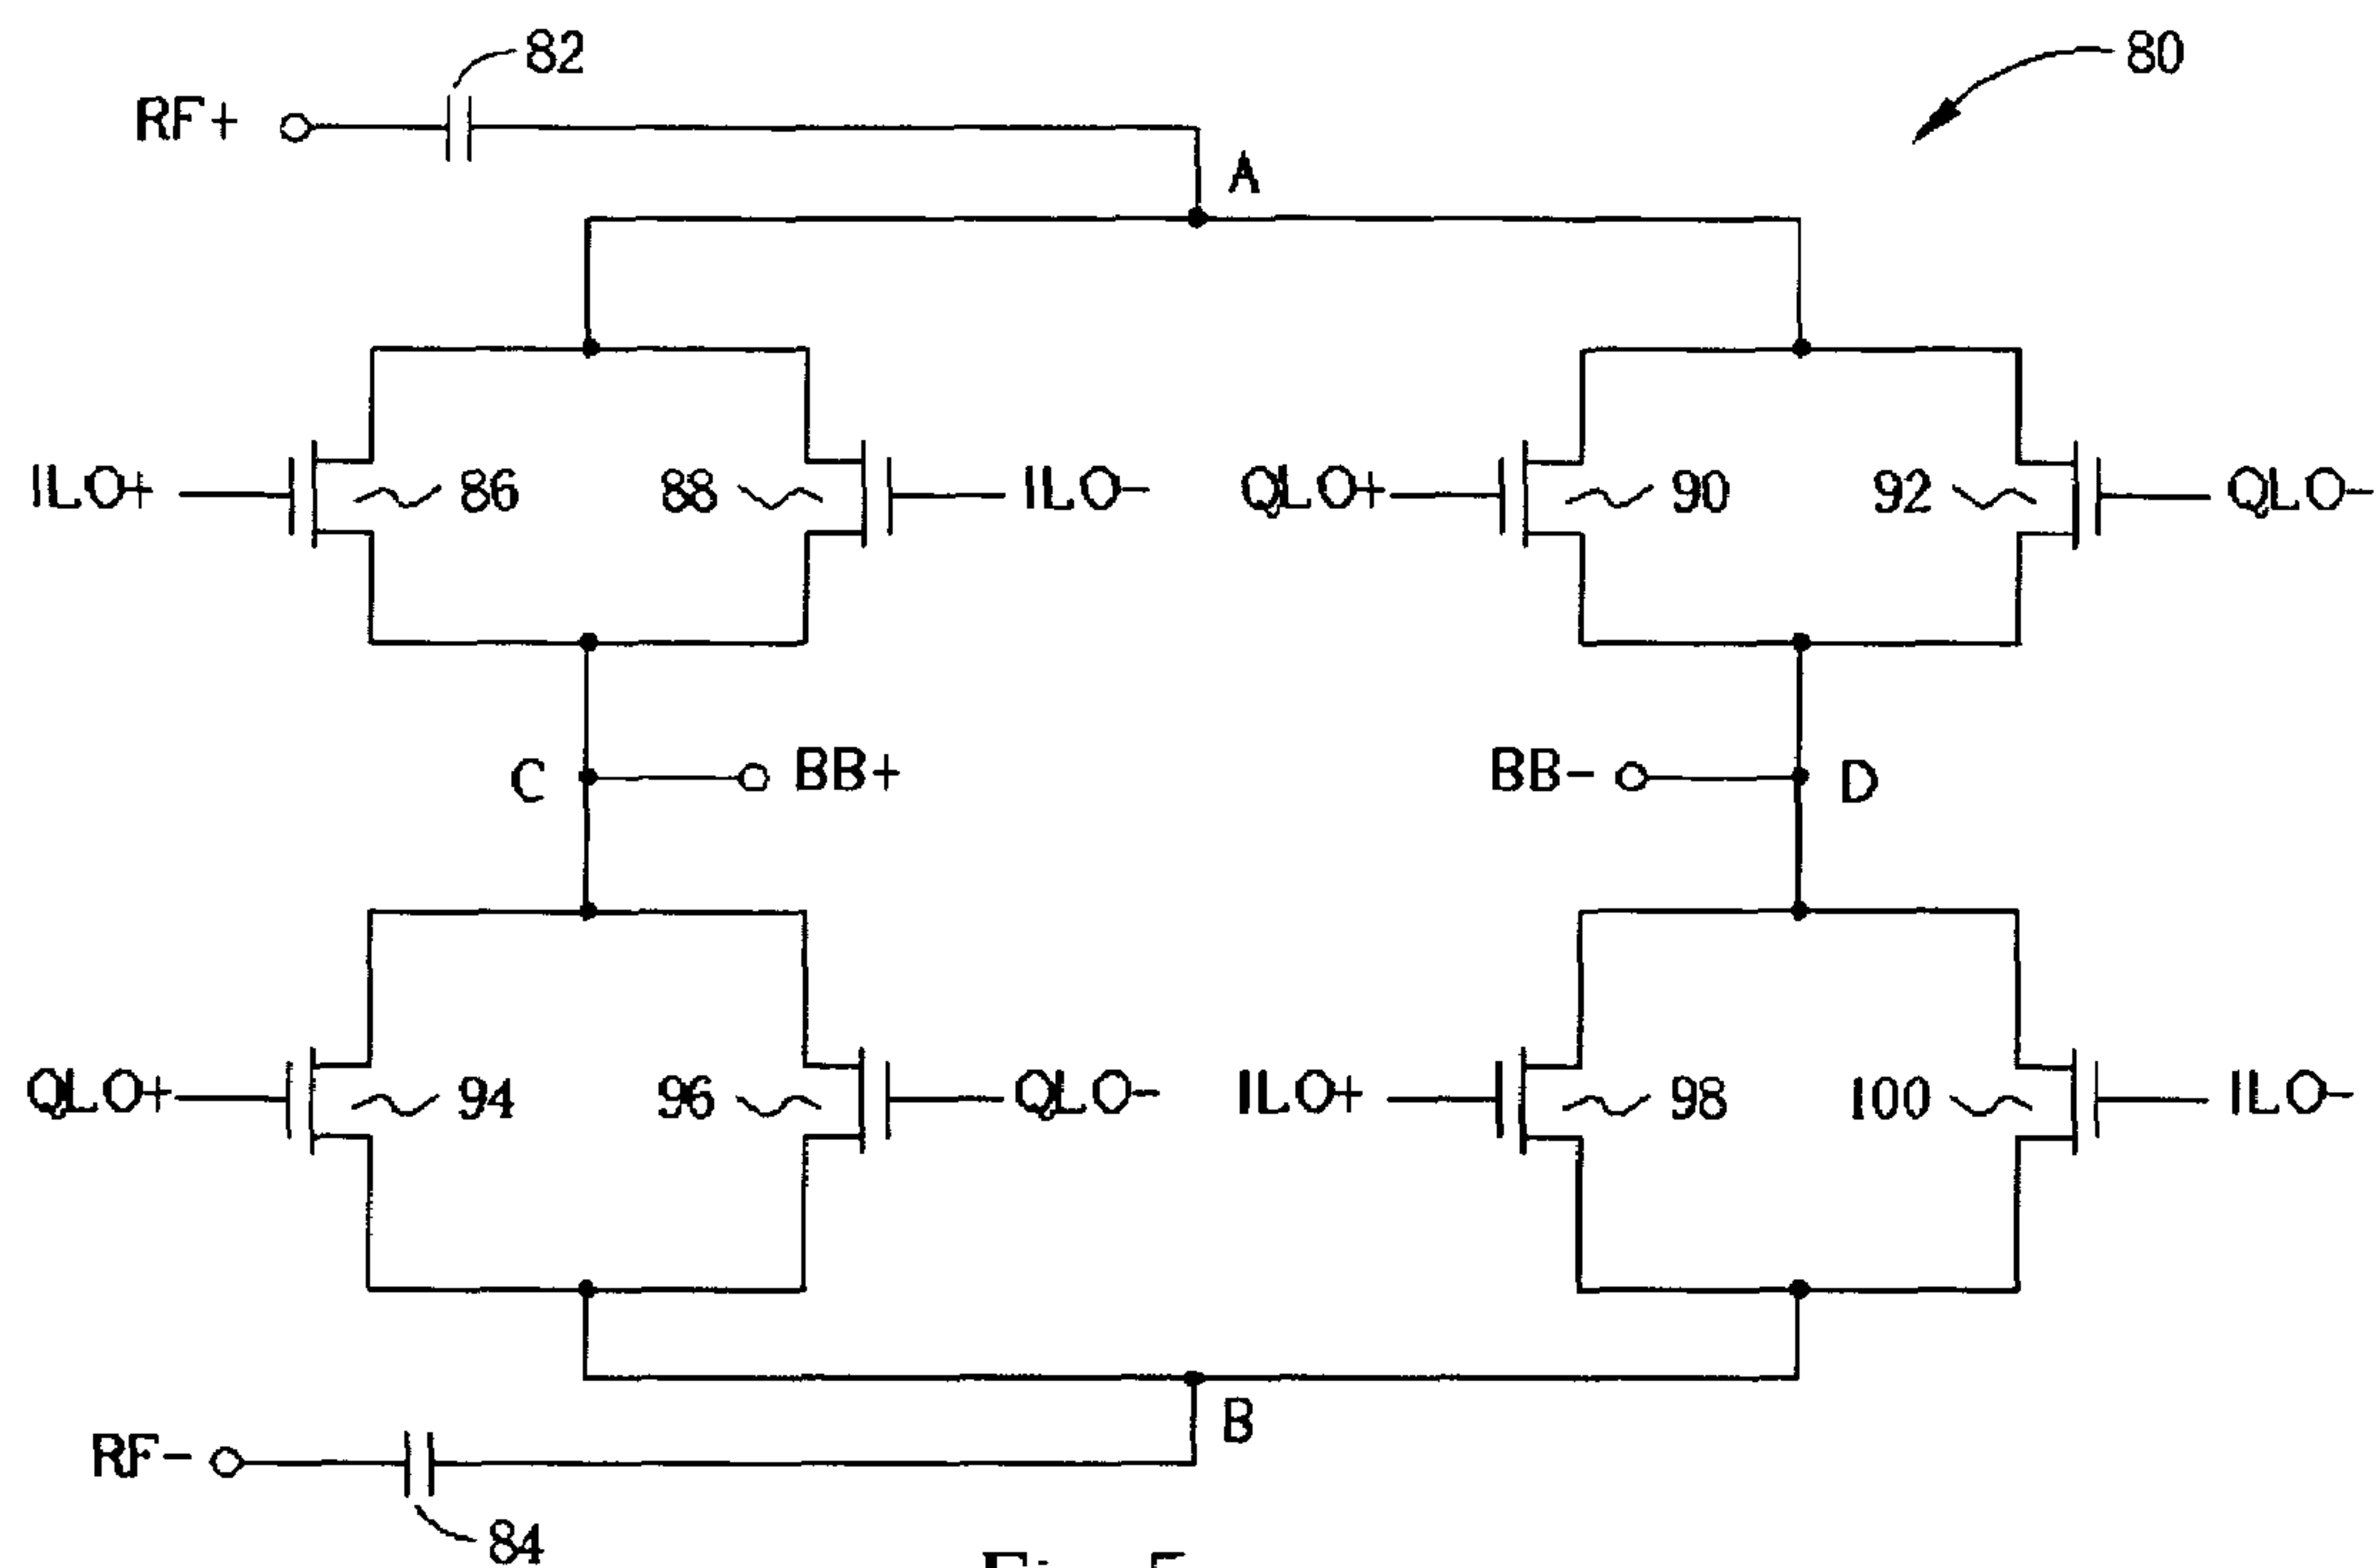 82
80
RF+
A
ILO+ 86 88 ILO- QLO+ 90 92 QLO-
C BB+ BB- D
QLO+ 94 96 QLO- ILO+ 98 100 ILO-
B
RF-
84